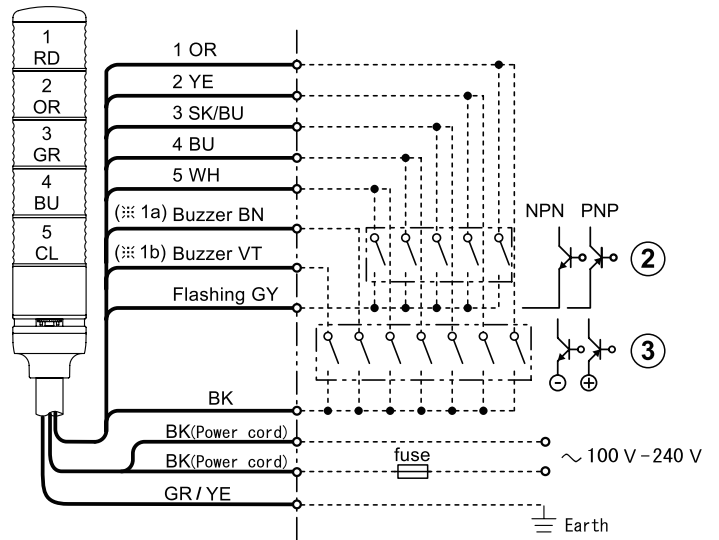 1
RD
2
OR
3
GR
4
BU
5
CL
1 OR
2 YE
3 SK/BU
4 BU
5 WH
(※ 1a) Buzzer BN
(※ 1b) Buzzer VT
Flashing GY
BK
BK(Power cord)
BK(Power cord)
GR / YE
NPN PNP
2
3
− +
fuse
~ 100 V - 240 V
Earth